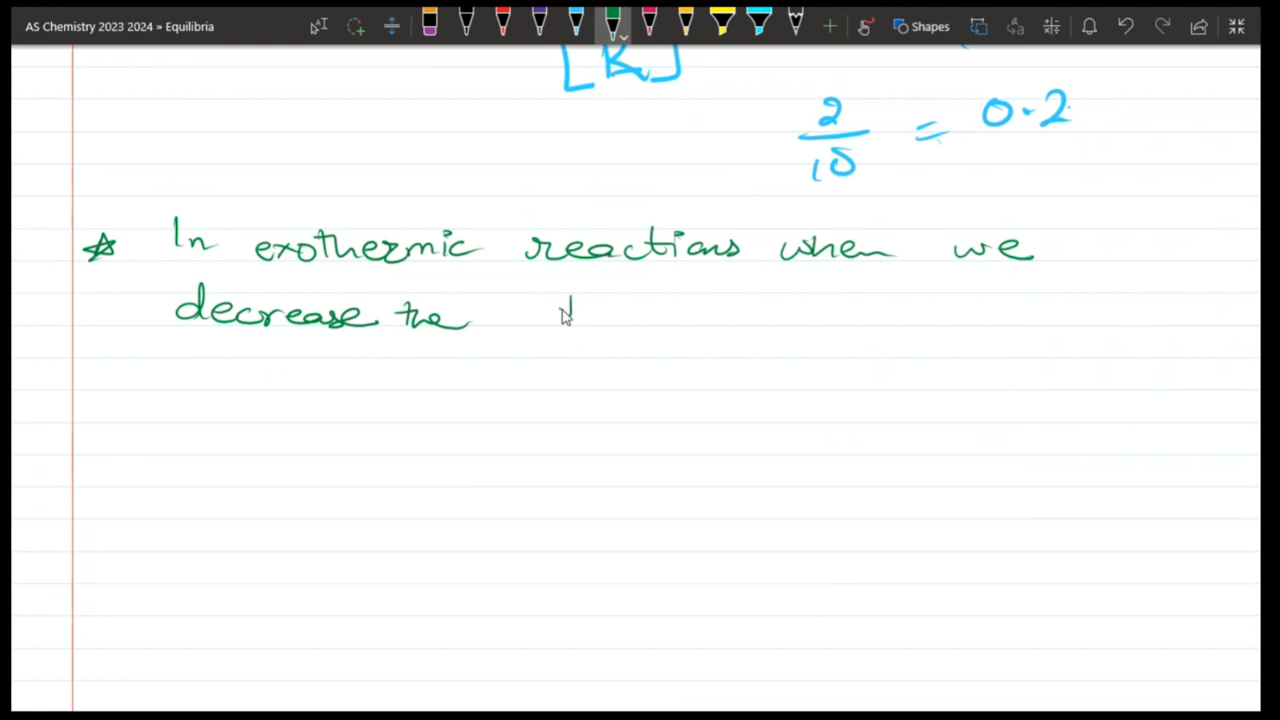 AS Chemistry 2023 2024 » Equilibria
Shapes
[R]
2
10
= 0.2
☆ In exothermic reactions when we
decrease the